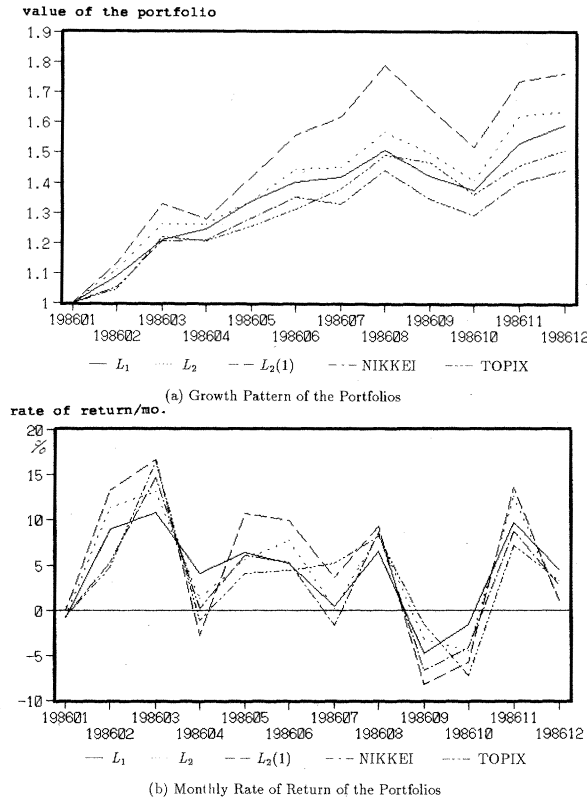 value of the portfolio
1.9
1.8
1.7
1.6
1.5
1.4
1.3
1.2
1.1
1
198601 198603 198605 198607 198609 198611
198602 198604 198606 198608 198610 198612
L₁ L₂ L₂(1) NIKKEI TOPIX
(a) Growth Pattern of the Portfolios
rate of return/mo.
20
%
15
10
5
0
-5
-10
198601 198603 198605 198607 198609 198611
198602 198604 198606 198608 198610 198612
L₁ L₂ L₂(1) NIKKEI TOPIX
(b) Monthly Rate of Return of the Portfolios